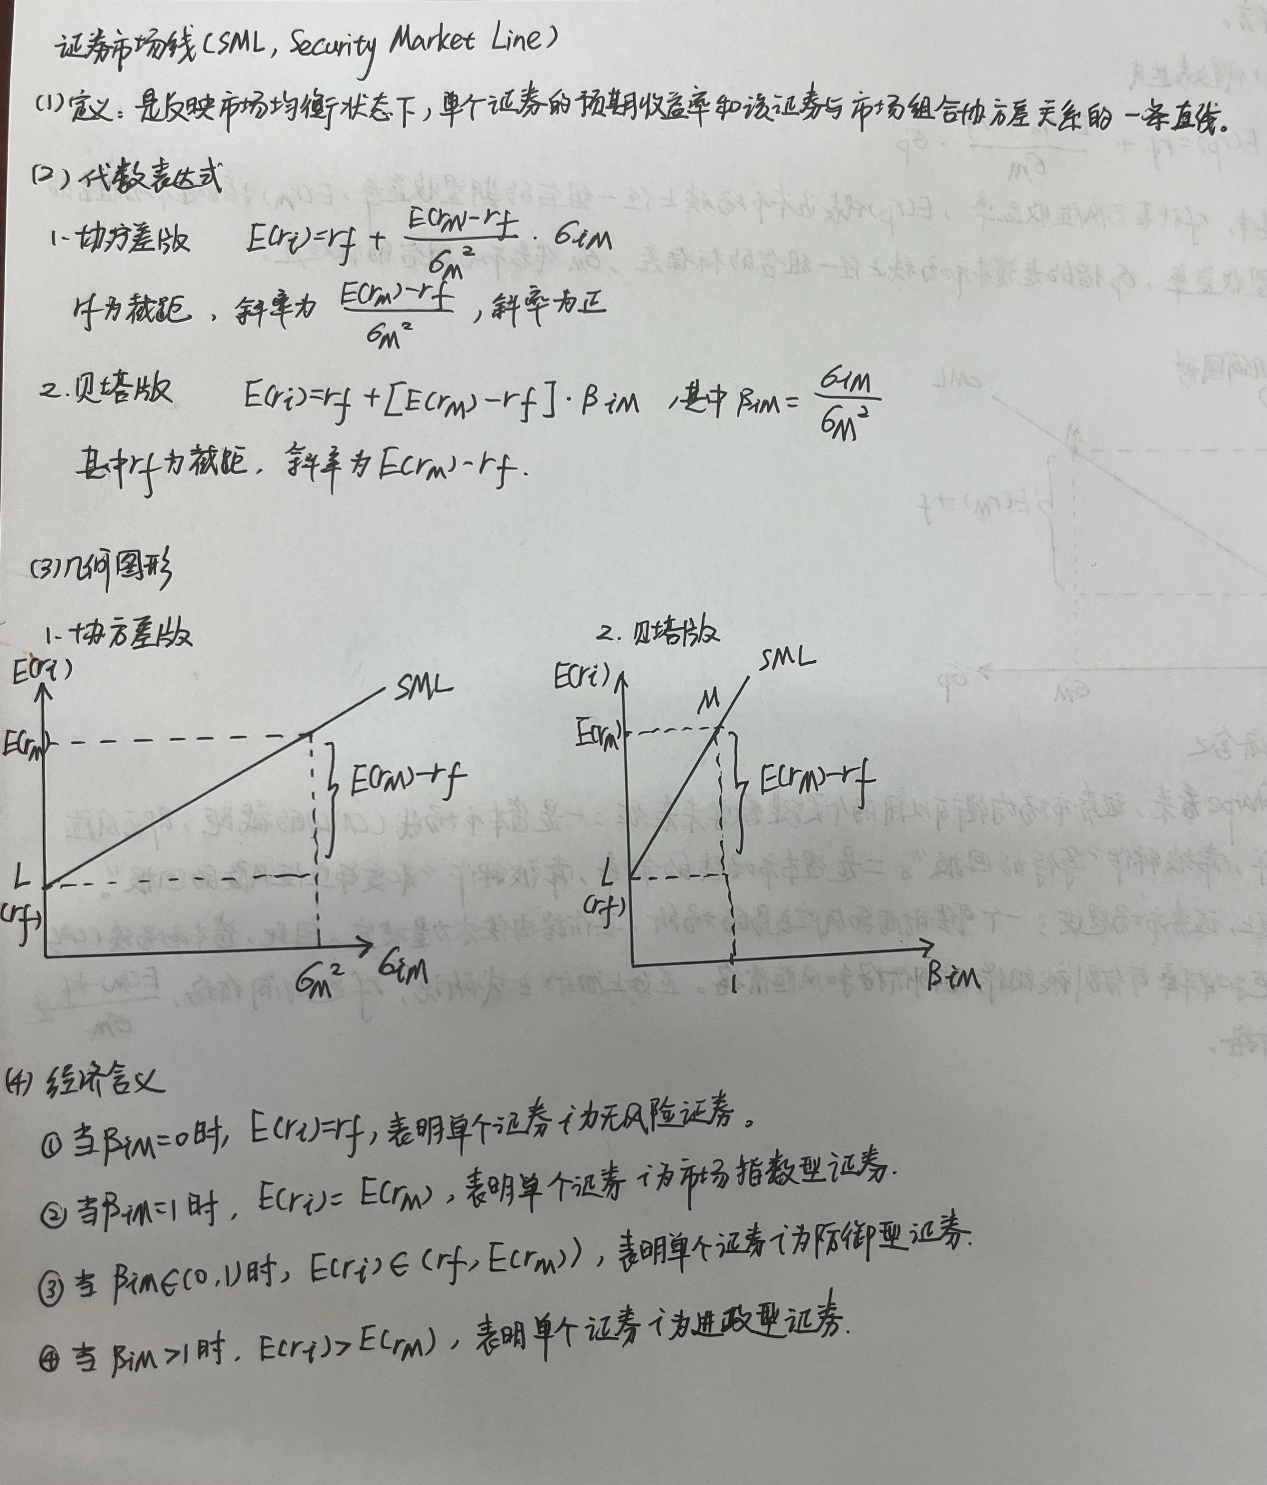 证券市场线(SML, Security Market Line)
(1)定义: 是反映市场均衡状态下,单个证券的预期收益率和该证券与市场组合协方差关系的一条直线。
(2)代数表达式
1.协方差版 E(ri)=rf + E(rM)-rf / σM² · σiM
rf为截距, 斜率为 E(rM)-rf / σM² ,斜率为正
2.贝塔版 E(ri)=rf+[E(rM)-rf]·βiM ,其中βiM= σiM / σM²
其中rf为截距, 斜率为E(rM)-rf.
(3)几何图形
1.协方差版
E(ri)
SML
E(rM)
E(rM)-rf
L
(rf)
σM²
σiM
2.贝塔版
E(ri)
SML
M
E(rM)
E(rM)-rf
L
(rf)
1
βiM
(4)经济含义
①当βiM=0时, E(ri)=rf,表明单个证券i为无风险证券。
②当βiM=1时, E(ri)=E(rM),表明单个证券i为市场指数型证券.
③当βiM∈(0,1)时, E(ri)∈(rf,E(rM)),表明单个证券i为防御型证券.
④当βiM>1时, E(ri)>E(rM),表明单个证券i为进攻型证券.